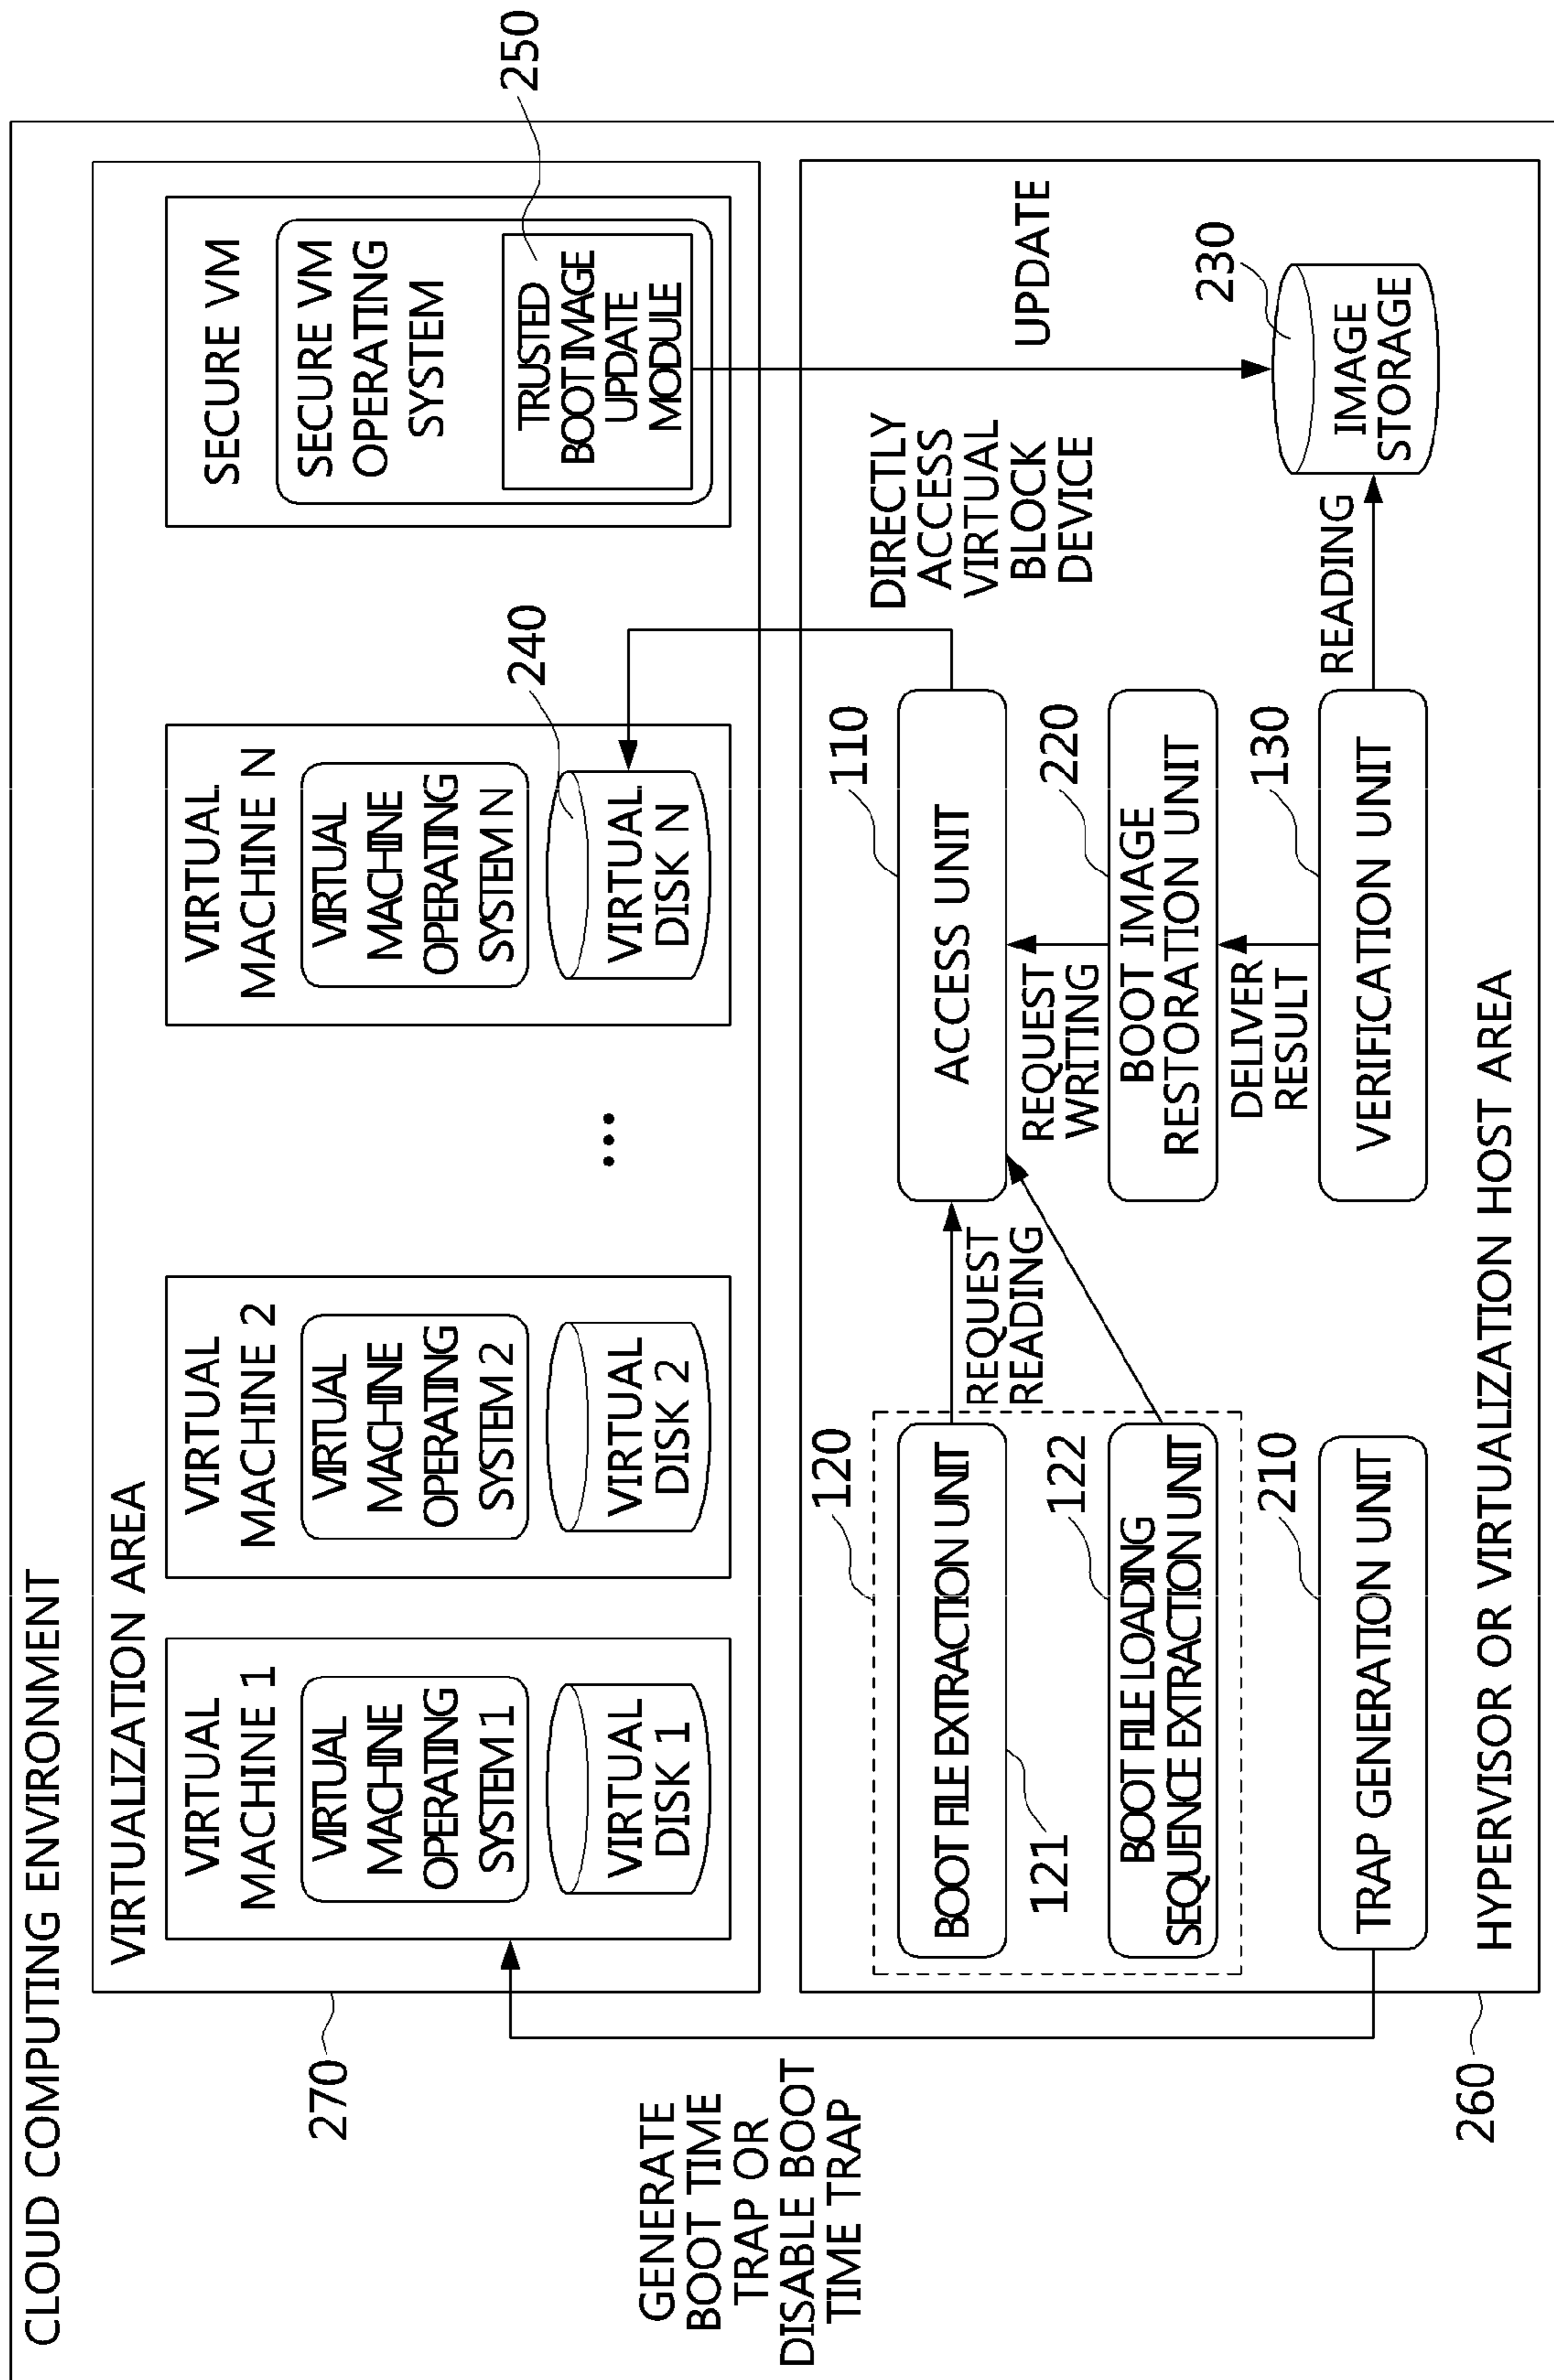 CLOUD COMPUTING ENVIRONMENT
VIRTUALIZATION AREA
270
VIRTUAL
MACHINE 1
VIRTUAL
MACHINE
OPERATING
SYSTEM 1
VIRTUAL
DISK 1
VIRTUAL
MACHINE 2
VIRTUAL
MACHINE
OPERATING
SYSTEM 2
VIRTUAL
DISK 2
...
VIRTUAL
MACHINE N
VIRTUAL
MACHINE
OPERATING
SYSTEM N
VIRTUAL
DISK N
240
SECURE VM
SECURE VM
OPERATING
SYSTEM
TRUSTED
BOOT IMAGE
UPDATE
MODULE
250
GENERATE
BOOT TIME
TRAP OR
DISABLE BOOT
TIME TRAP
120
BOOT FILE EXTRACTION UNIT
121
BOOT FILE LOADING
SEQUENCE EXTRACTION UNIT
122
210
TRAP GENERATION UNIT
REQUEST
READING
110
ACCESS UNIT
REQUEST
WRITING
220
BOOT IMAGE
RESTORATION UNIT
DELIVER
RESULT
130
VERIFICATION UNIT
DIRECTLY
ACCESS
VIRTUAL
BLOCK
DEVICE
READING
UPDATE
230
IMAGE
STORAGE
HYPERVISOR OR VIRTUALIZATION HOST AREA
260